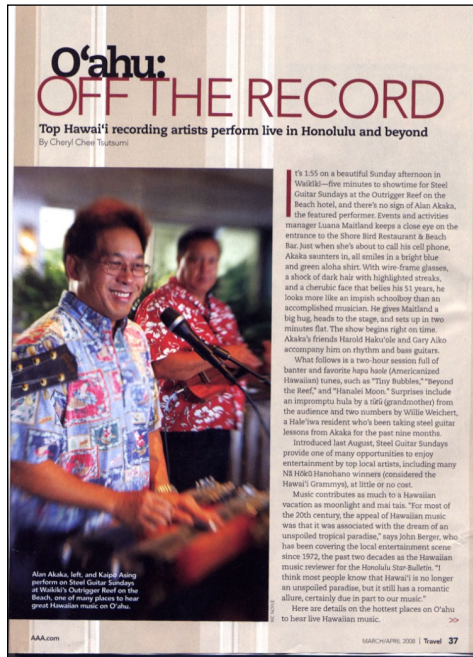 O‘ahu:
OFF THE RECORD
Top Hawai‘i recording artists perform live in Honolulu and beyond
By Cheryl Chee Tsutsumi
It’s 1:55 on a beautiful Sunday afternoon in
Waikīkī—five minutes to showtime for Steel
Guitar Sundays at the Outrigger Reef on the
Beach hotel, and there’s no sign of Alan Akaka,
the featured performer. Events and activities
manager Luana Maitland keeps a close eye on the
entrance to the Shore Bird Restaurant & Beach
Bar. Just when she’s about to call his cell phone,
Akaka saunters in, all smiles in a bright blue
and green aloha shirt. With wire-frame glasses,
a shock of dark hair with highlighted streaks,
and a cherubic face that belies his 51 years, he
looks more like an impish schoolboy than an
accomplished musician. He gives Maitland a
big hug, heads to the stage, and sets up in two
minutes flat. The show begins right on time.
Akaka’s friends Harold Haku‘ole and Gary Aiko
accompany him on rhythm and bass guitars.
What follows is a two-hour session full of
banter and favorite hapa haole (Americanized
Hawaiian) tunes, such as “Tiny Bubbles,” “Beyond
the Reef,” and “Hanalei Moon.” Surprises include
an impromptu hula by a tūtū (grandmother) from
the audience and two numbers by Willie Weichert,
a Hale‘iwa resident who’s been taking steel guitar
lessons from Akaka for the past nine months.
Introduced last August, Steel Guitar Sundays
provide one of many opportunities to enjoy
entertainment by top local artists, including many
Nā Hōkū Hanohano winners (considered the
Hawai‘i Grammys), at little or no cost.
Music contributes as much to a Hawaiian
vacation as moonlight and mai tais. “For most of
the 20th century, the appeal of Hawaiian music
was that it was associated with the dream of an
unspoiled tropical paradise,” says John Berger, who
has been covering the local entertainment scene
since 1972, the past two decades as the Hawaiian
music reviewer for the Honolulu Star-Bulletin. “I
think most people know that Hawai‘i is no longer
an unspoiled paradise, but it still has a romantic
allure, certainly due in part to our music.”
Here are details on the hottest places on O‘ahu
to hear live Hawaiian music. >>
Alan Akaka, left, and Kaipo Asing
perform on Steel Guitar Sundays
at Waikīkī’s Outrigger Reef on the
Beach, one of many places to hear
great Hawaiian music on O‘ahu.
AAA.com
MARCH/APRIL 2008 | Travel 37